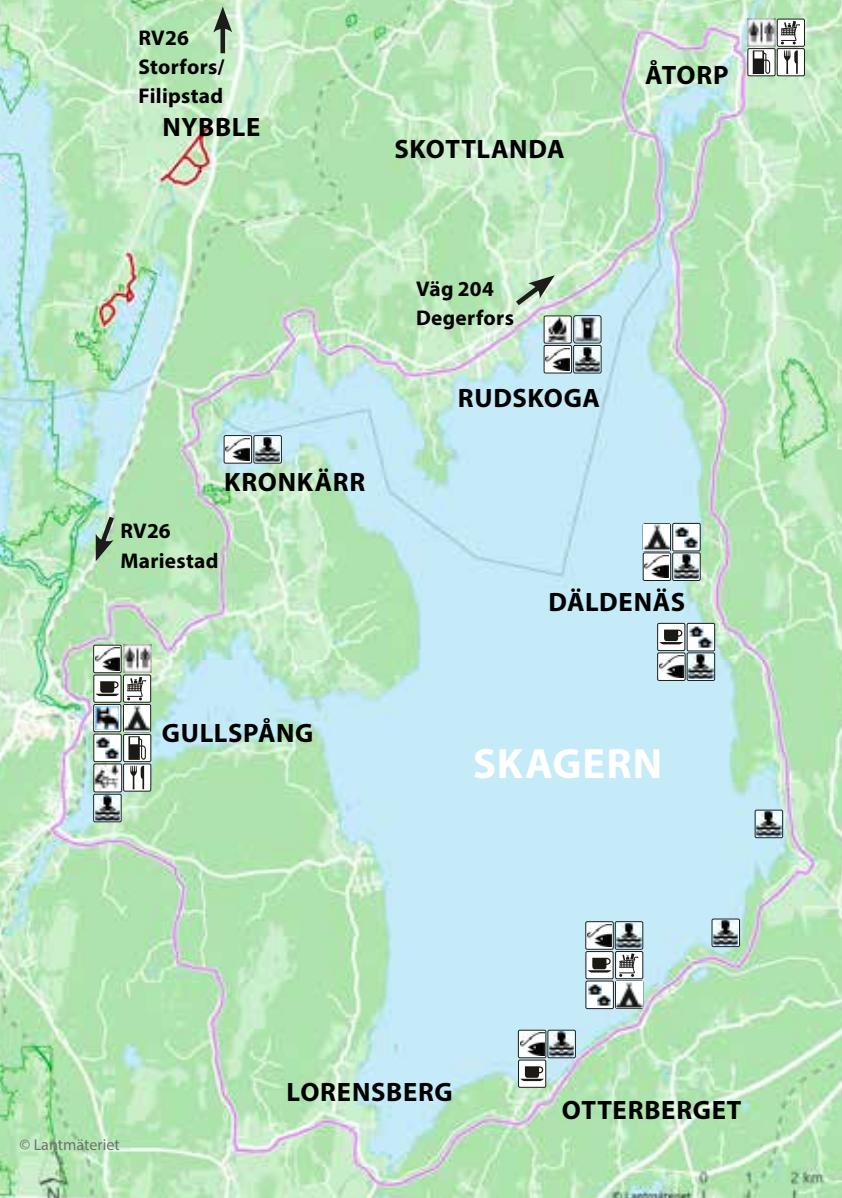 RV26
Storfors/
Filipstad
NYBBLE
ÅTORP
SKOTTLANDA
Väg 204
Degerfors
RUDSKOGA
KRONKÄRR
RV26
Mariestad
DÄLDENÄS
GULLSPÅNG
SKAGERN
LORENSBERG
OTTERBERGET
© Lantmäteriet
N
0 1 2 km
© Lantmäteriet